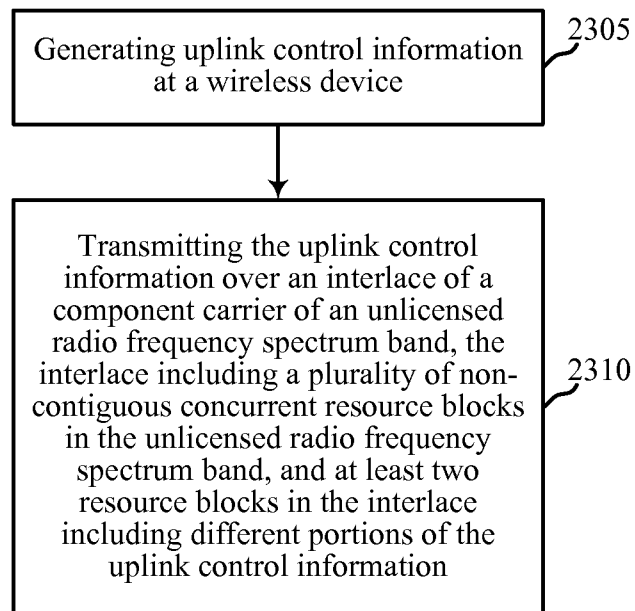 2305
Generating uplink control information
at a wireless device
Transmitting the uplink control
information over an interlace of a
component carrier of an unlicensed
radio frequency spectrum band, the
interlace including a plurality of non-
contiguous concurrent resource blocks
in the unlicensed radio frequency
spectrum band, and at least two
resource blocks in the interlace
including different portions of the
uplink control information
2310